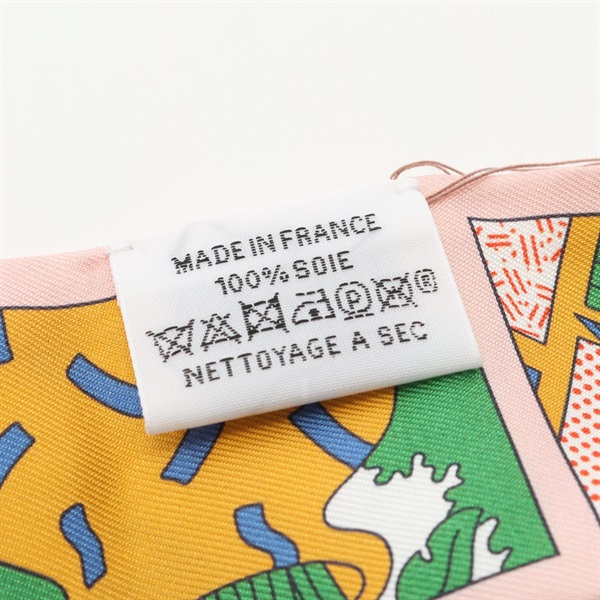 MADE IN FRANCE
100% SOIE
P ®
NETTOYAGE A SEC